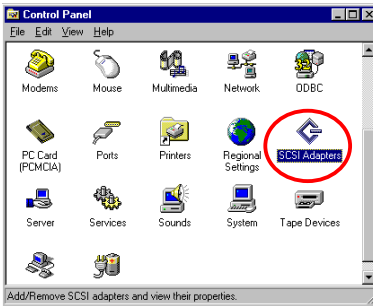 Control Panel
File Edit View Help
Modems Mouse Multimedia Network ODBC
PC Card (PCMCIA) Ports Printers Regional Settings SCSI Adapters
Server Services Sounds System Tape Devices
Add/Remove SCSI adapters and view their properties.